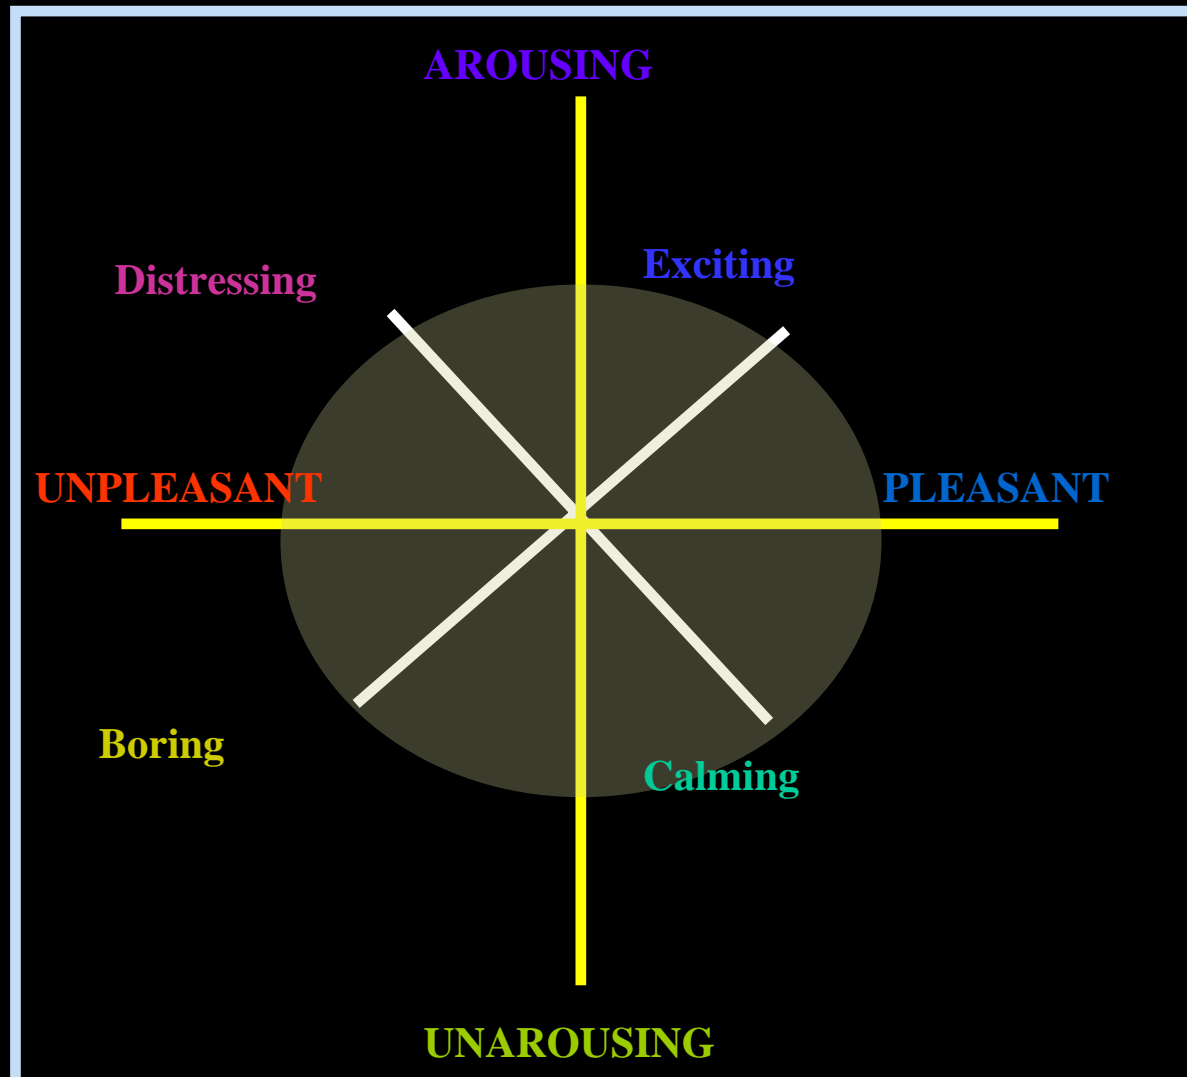 AROUSING
Distressing
Exciting
UNPLEASANT
PLEASANT
Boring
Calming
UNAROUSING